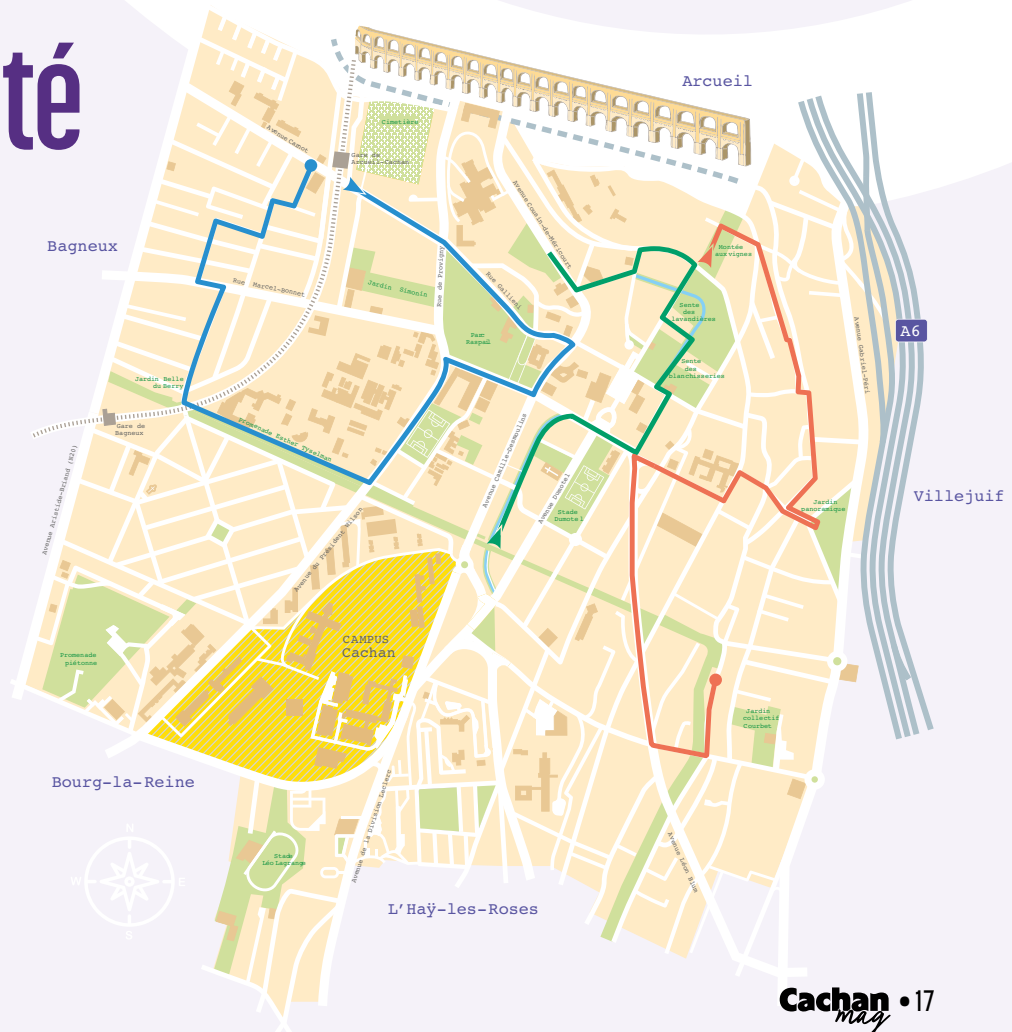 té
Arcueil
Cimetière
Avenue Carnot
Gare de
Arcueil-Cachan
Avenue Cousin-de-Méricourt
Bagneux
Montée
aux vignes
Rue Marcel-Bonnet
Jardin Simonin
Rue de Provigny
Rue Gallieni
Sente
des
lavandières
A6
Avenue Gabriel-Péri
Parc
Raspail
Sente
des
blanchisseries
Jardin Belle
du Berry
Gare de
Bagneux
Promenade Esther Tyselman
Avenue Camille-Desmoulins
Avenue Dumotel
Stade
Dumotel
Villejuif
Jardin
panoramique
Avenue Aristide-Briand (N20)
Avenue du Président Wilson
CAMPUS
Cachan
Promenade
piétonne
Jardin
collectif
Courbet
Bourg-la-Reine
Avenue de la Division Leclerc
Avenue Léon Blum
N
W
E
S
Stade
Léo Lagrange
L'Haÿ-les-Roses
Cachan
mag
• 17